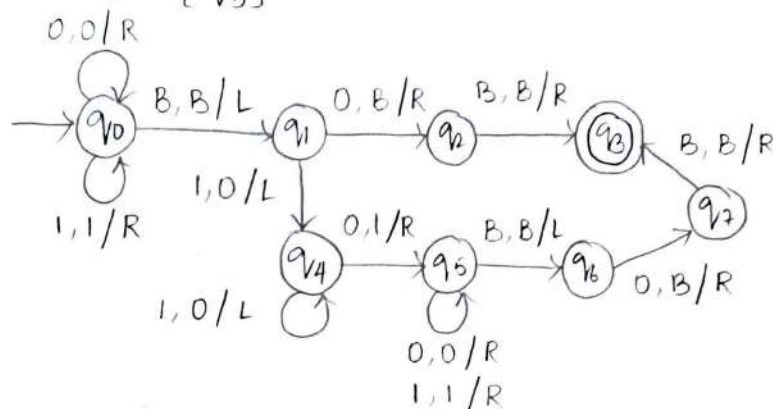 0,0/R
q0
B,B/L
q1
0,B/R
q2
B,B/R
q3
1,1/R
1,0/L
q4
0,1/R
q5
B,B/L
q6
0,B/R
q7
B,B/R
1,0/L
0,0/R
1,1/R